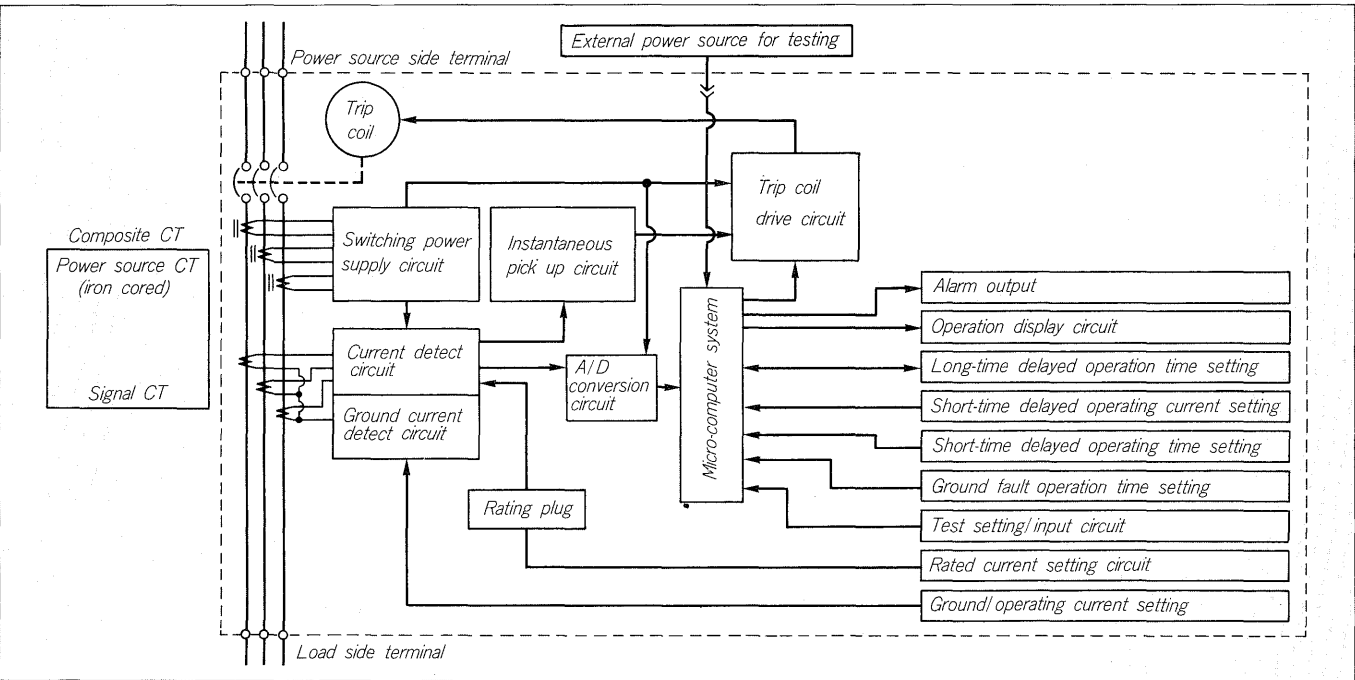 External power source for testing
Power source side terminal
Trip
coil
Trip coil
drive circuit
Composite CT
Power source CT
(iron cored)
Signal CT
Switching power
supply circuit
Instantaneous
pick up circuit
Current detect
circuit
Ground current
detect circuit
A/D
conversion
circuit
Rating plug
Micro-computer system
Alarm output
Operation display circuit
Long-time delayed operation time setting
Short-time delayed operating current setting
Short-time delayed operating time setting
Ground fault operation time setting
Test setting/input circuit
Rated current setting circuit
Ground/operating current setting
Load side terminal